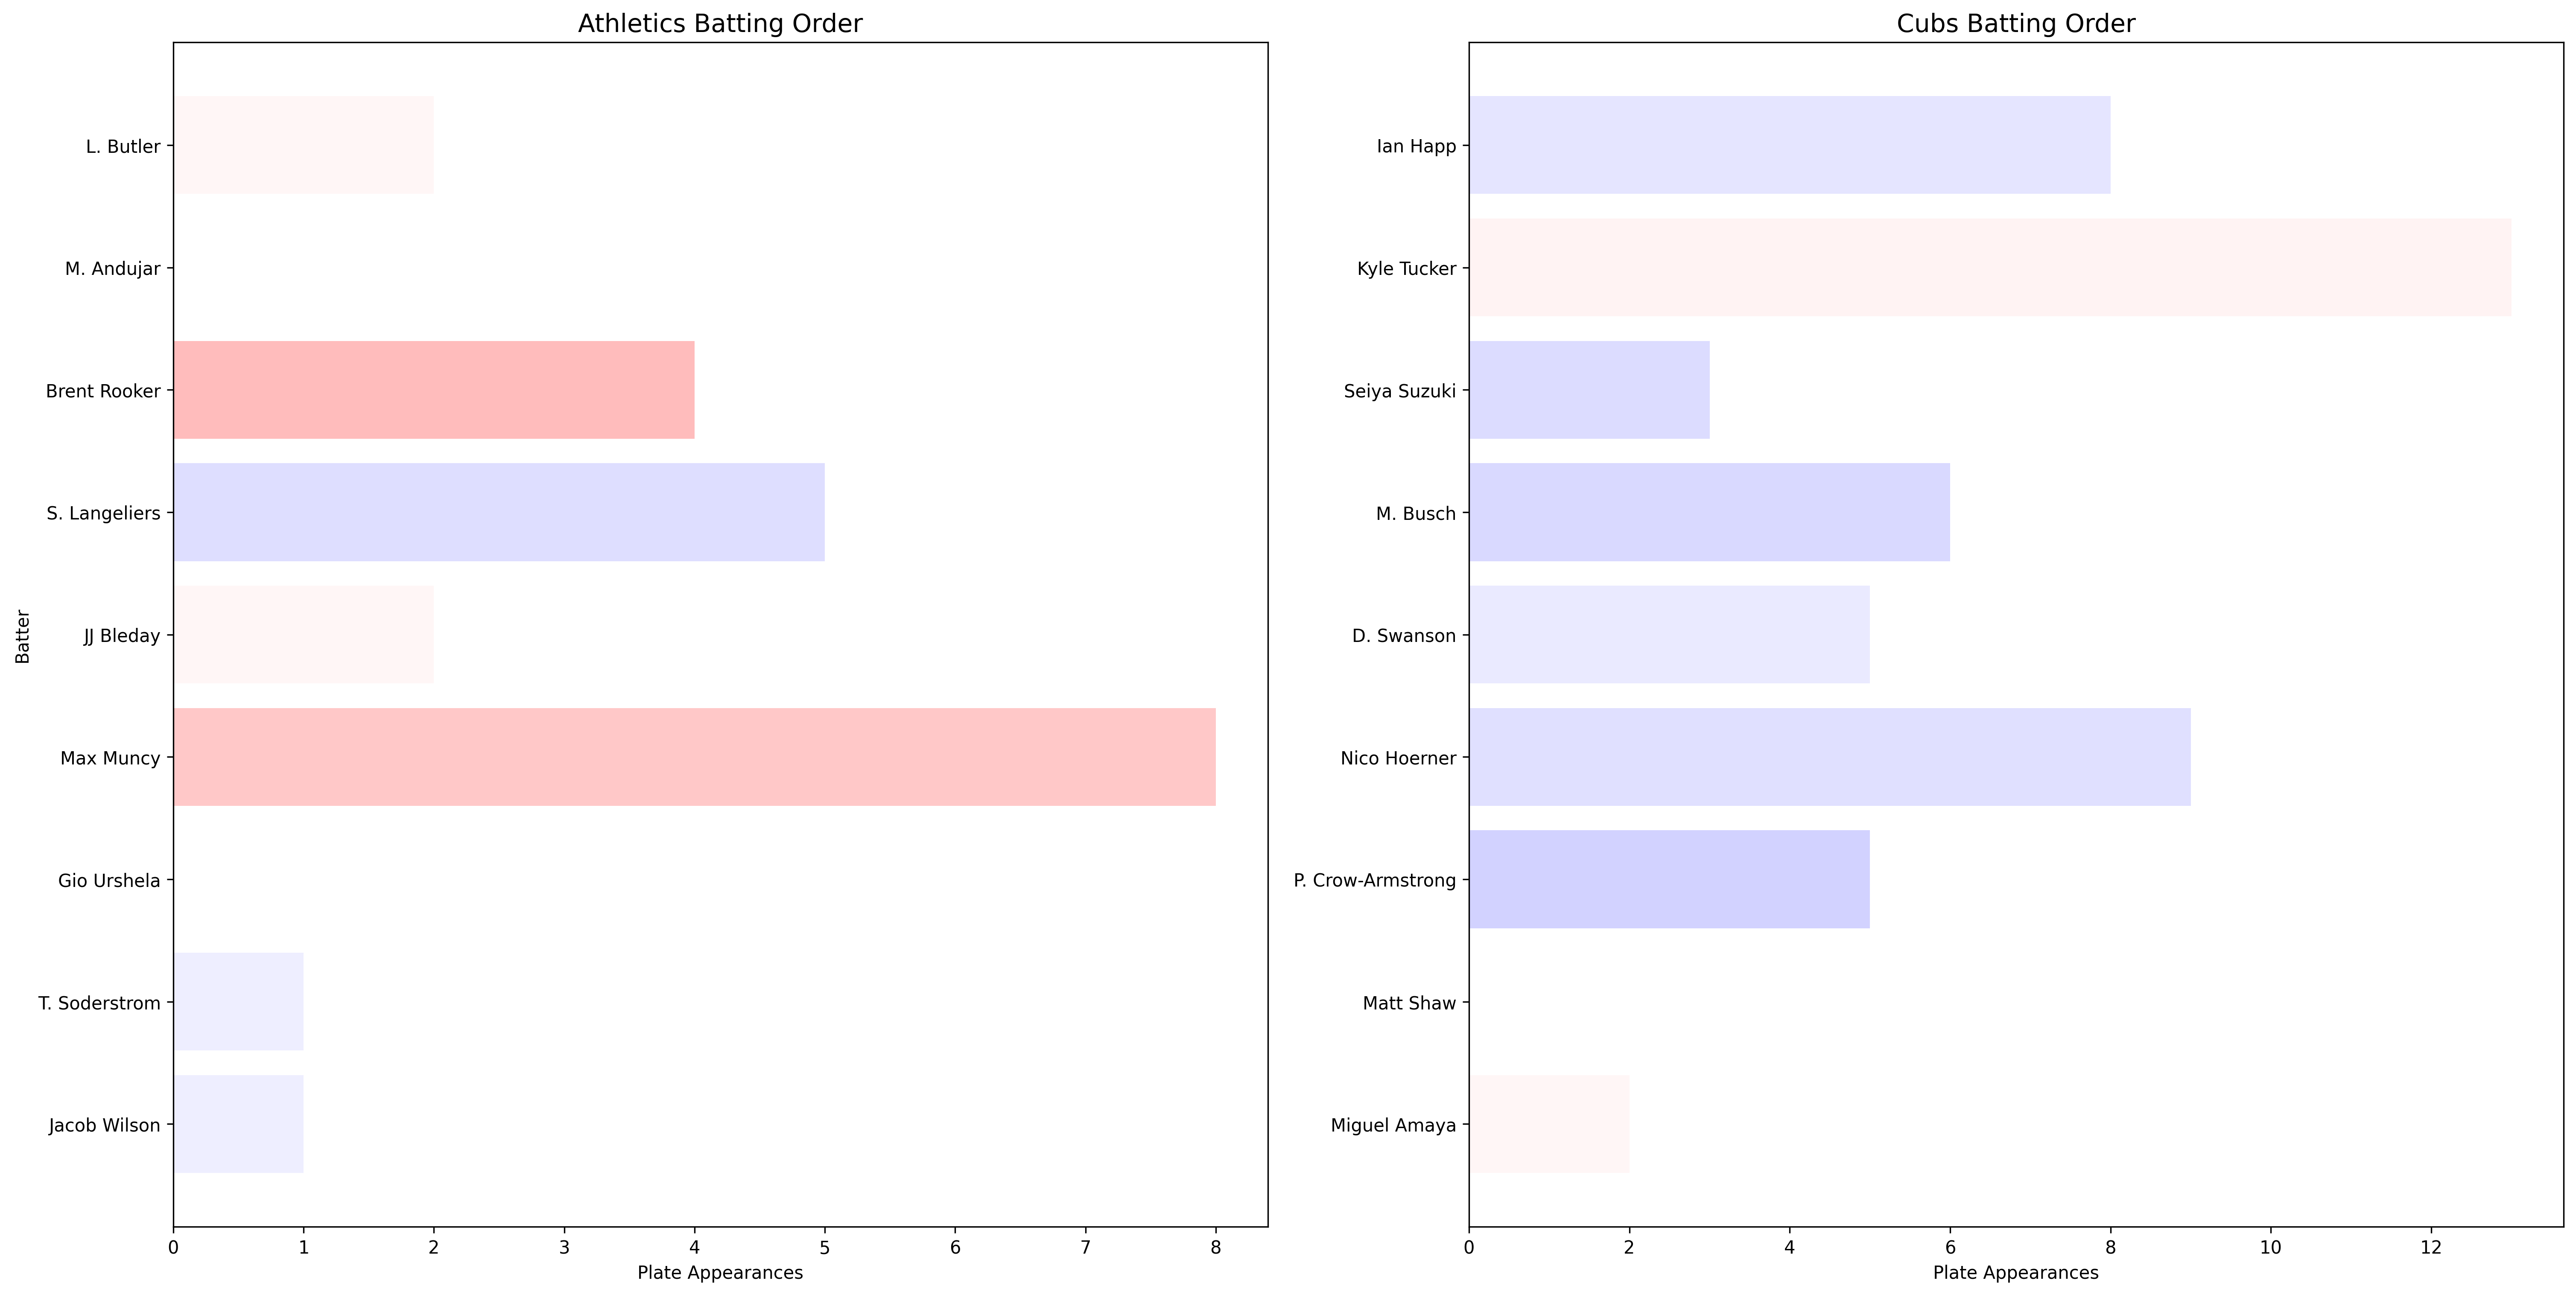 Athletics Batting Order
Batter
L. Butler
M. Andujar
Brent Rooker
S. Langeliers
JJ Bleday
Max Muncy
Gio Urshela
T. Soderstrom
Jacob Wilson
0 1 2 3 4 5 6 7 8
Plate Appearances
Cubs Batting Order
Ian Happ
Kyle Tucker
Seiya Suzuki
M. Busch
D. Swanson
Nico Hoerner
P. Crow-Armstrong
Matt Shaw
Miguel Amaya
0 2 4 6 8 10 12
Plate Appearances